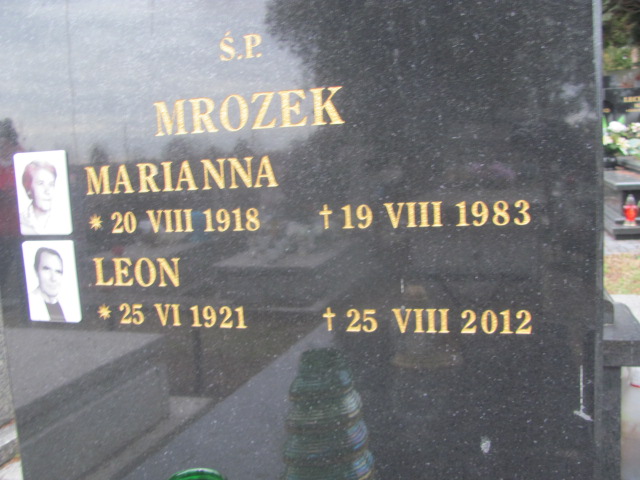 Ś.P.
MROZEK
MARIANNA
* 20 VIII 1918 † 19 VIII 1983
LEON
* 25 VI 1921 † 25 VIII 2012